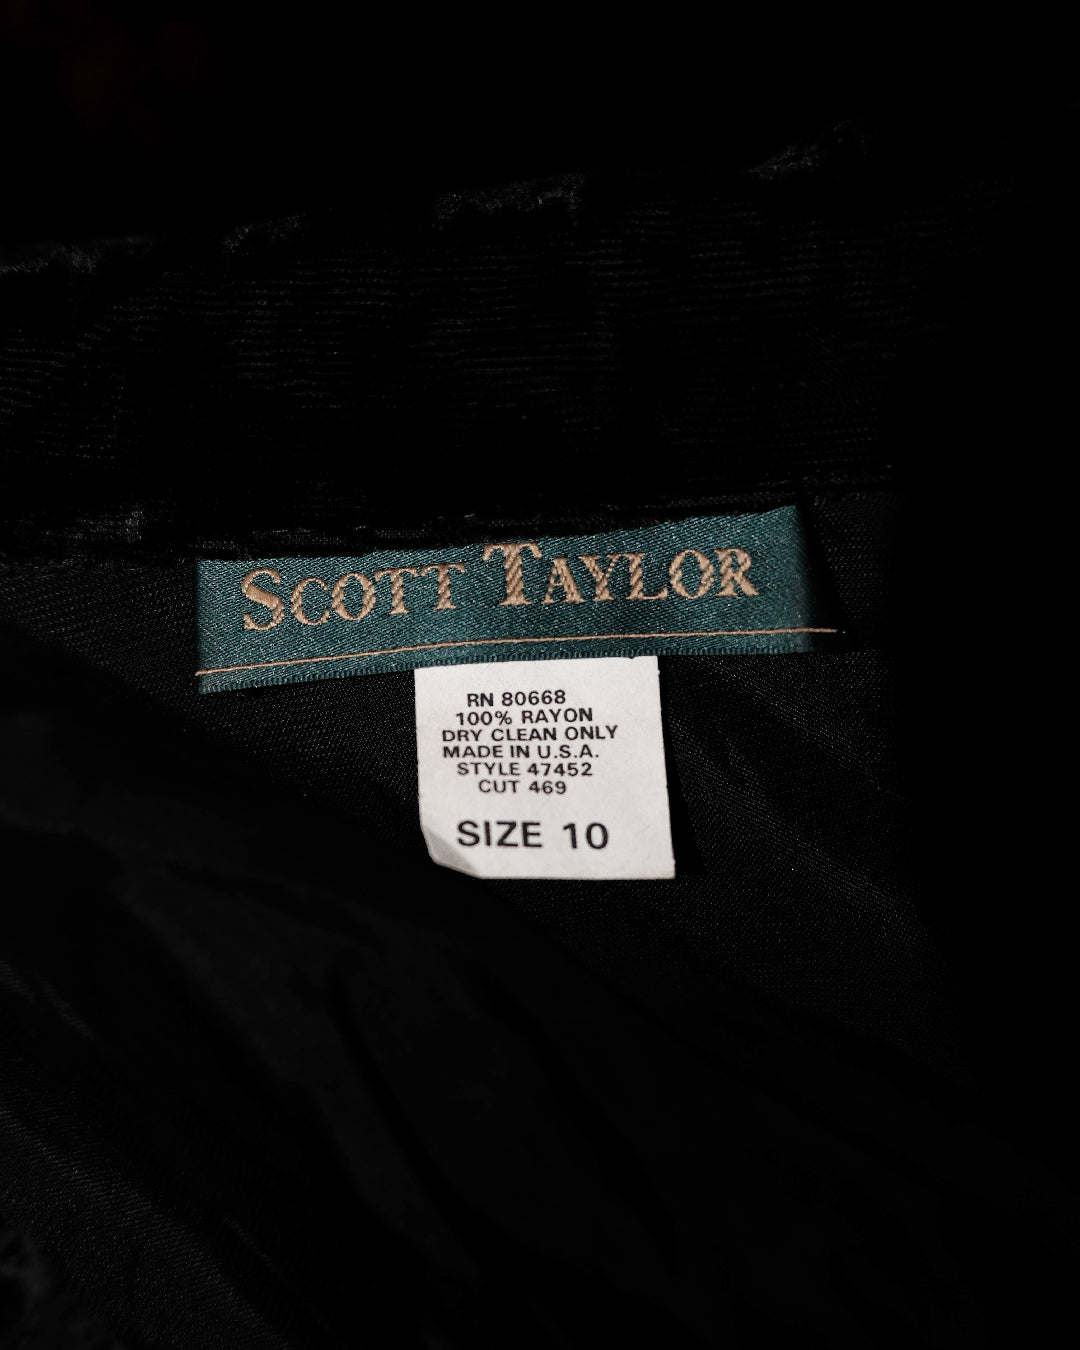 SCOTT TAYLOR
RN 80668
100% RAYON
DRY CLEAN ONLY
MADE IN U.S.A.
STYLE 47452
CUT 469
SIZE 10